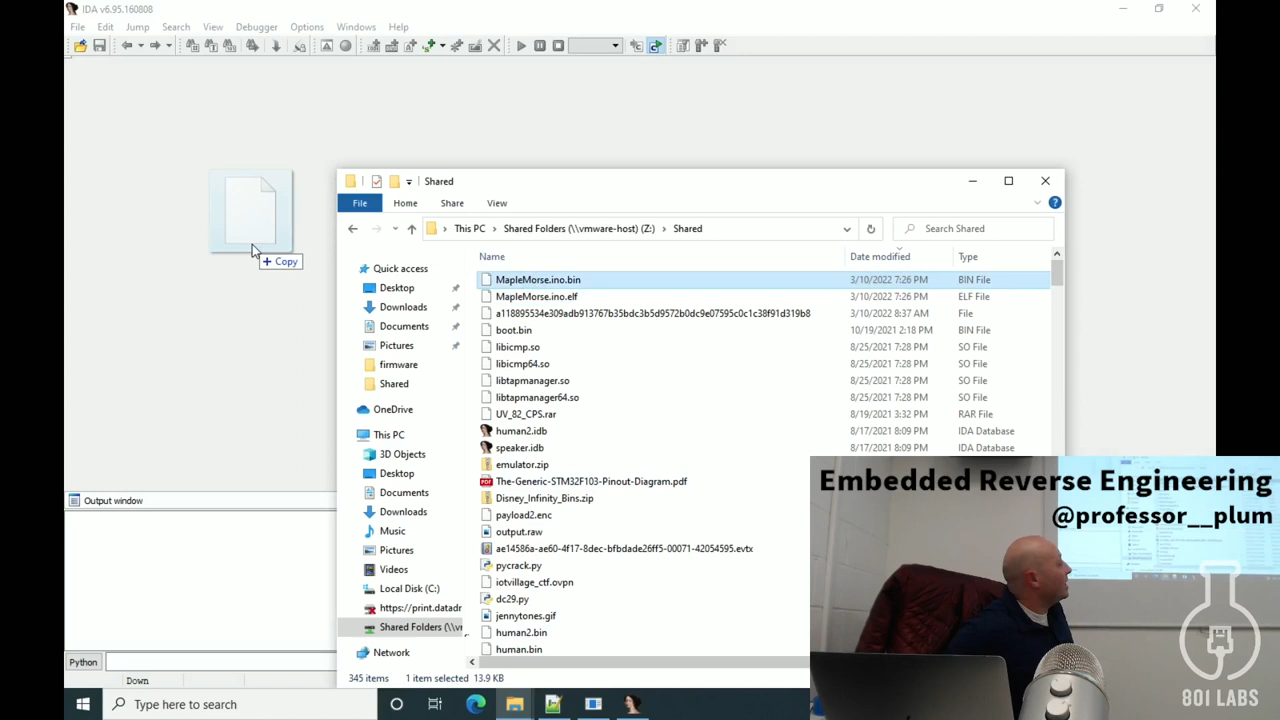 IDA v6.95.160808
File Edit Jump Search View Debugger Options Windows Help
Copy
Shared
File Home Share View
This PC Shared Folders (\\vmware-host) (Z:) Shared
Search Shared
Name Date modified Type
Quick access
Desktop
Downloads
Documents
Pictures
firmware
Shared
OneDrive
This PC
3D Objects
Desktop
Documents
Downloads
Music
Pictures
Videos
Local Disk (C:)
https://print.datadr
Shared Folders (\\vr
Network
MapleMorse.ino.bin 3/10/2022 7:26 PM BIN File
MapleMorse.ino.elf 3/10/2022 7:26 PM ELF File
a118895534e309adb913767b35bdc3b5d9572b0dc9e07595c0c1c38f91d319b8 3/10/2022 8:37 AM File
boot.bin 10/19/2021 2:18 PM BIN File
libicmp.so 8/25/2021 7:28 PM SO File
libicmp64.so 8/25/2021 7:28 PM SO File
libtapmanager.so 8/25/2021 7:28 PM SO File
libtapmanager64.so 8/25/2021 7:28 PM SO File
UV_82_CPS.rar 8/19/2021 3:32 PM RAR File
human2.idb 8/17/2021 8:09 PM IDA Database
speaker.idb 8/17/2021 8:09 PM IDA Database
emulator.zip
The-Generic-STM32F103-Pinout-Diagram.pdf
Disney_Infinity_Bins.zip
payload2.enc
output.raw
ae14586a-ae60-4f17-8dec-bfbdade26ff5-00071-42054595.evtx
pycrack.py
iotvillage_ctf.ovpn
dc29.py
jennytones.gif
human2.bin
human.bin
345 items 1 item selected 13.9 KB
Output window
Python
Down
Type here to search
Embedded Reverse Engineering
@professor__plum
801 LABS